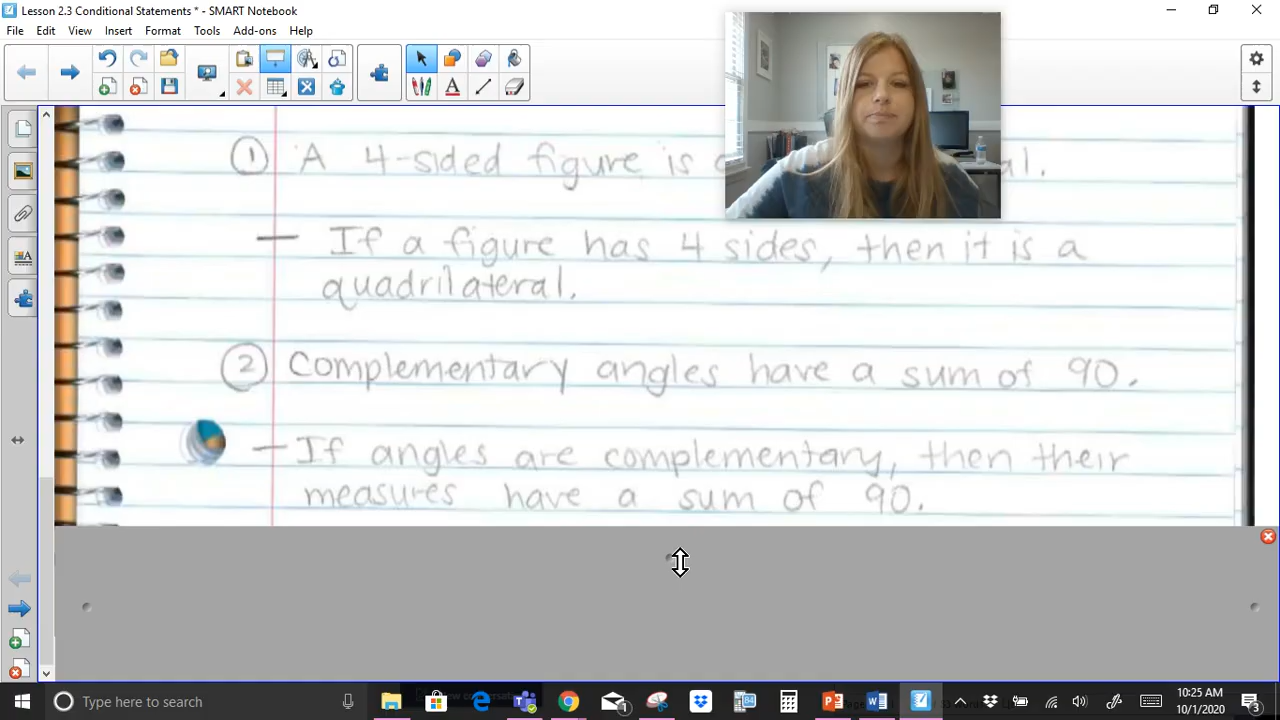 Lesson 2.3 Conditional Statements * - SMART Notebook
File Edit View Insert Format Tools Add-ons Help
① A 4-sided figure is al.
— If a figure has 4 sides, then it is a
quadrilateral.
② Complementary angles have a sum of 90.
— If angles are complementary, then their
measures have a sum of 90.
Type here to search
10:25 AM
10/1/2020